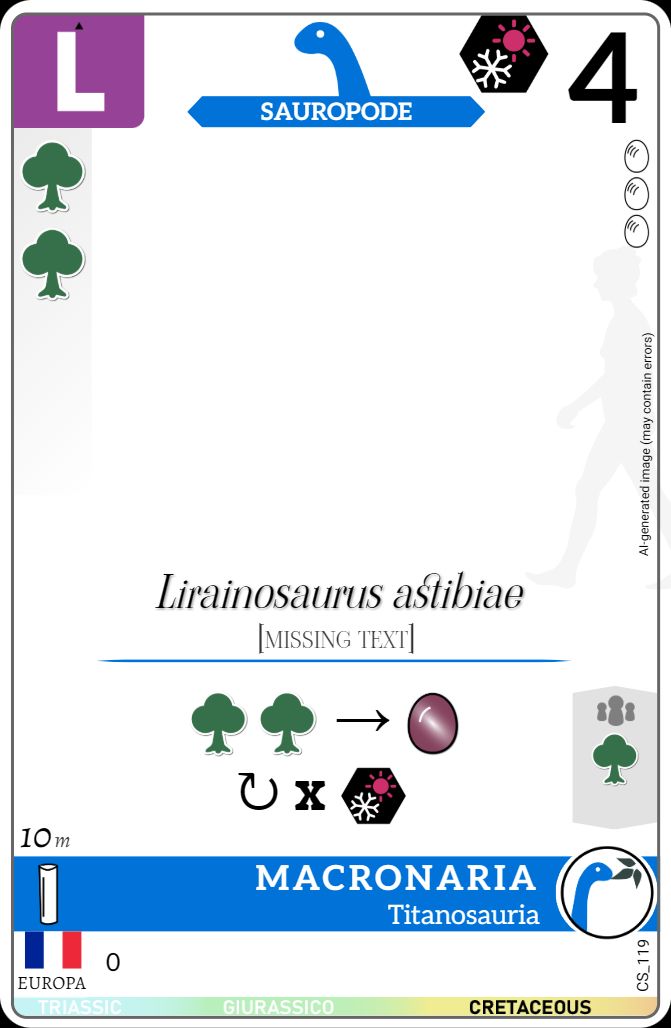 L
SAUROPODE
4
AI-generated image (may contain errors)
Lirainosaurus astibiae
[MISSING TEXT]
x
10 m
MACRONARIA
Titanosauria
EUROPA
0
CS_119
TRIASSIC GIURASSICO CRETACEOUS